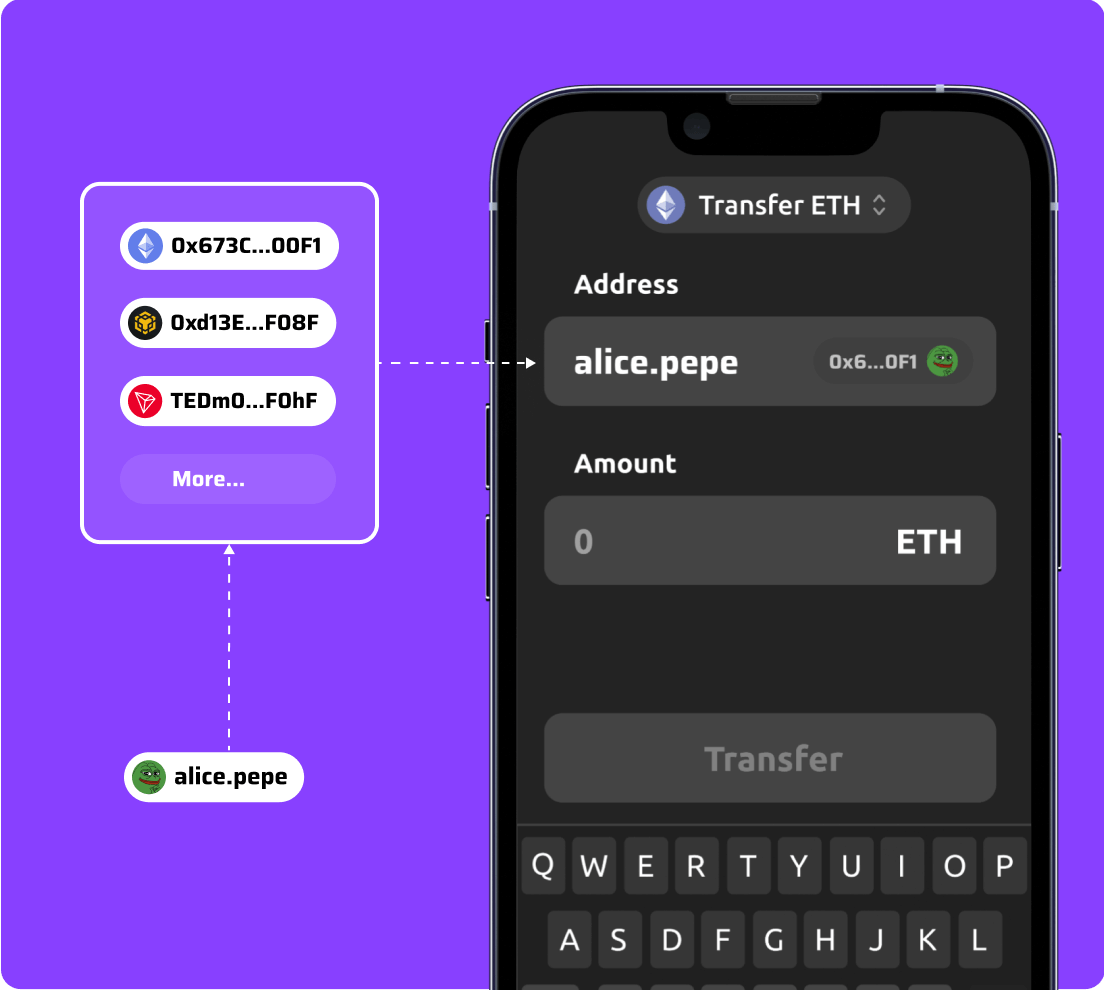 0x673C...00F1
0xd13E...F08F
TEDm0...F0hF
More...
alice.pepe
Transfer ETH
Address
alice.pepe 0x6...0F1
Amount
0 ETH
Transfer
Q W E R T Y U I O P
A S D F G H J K L